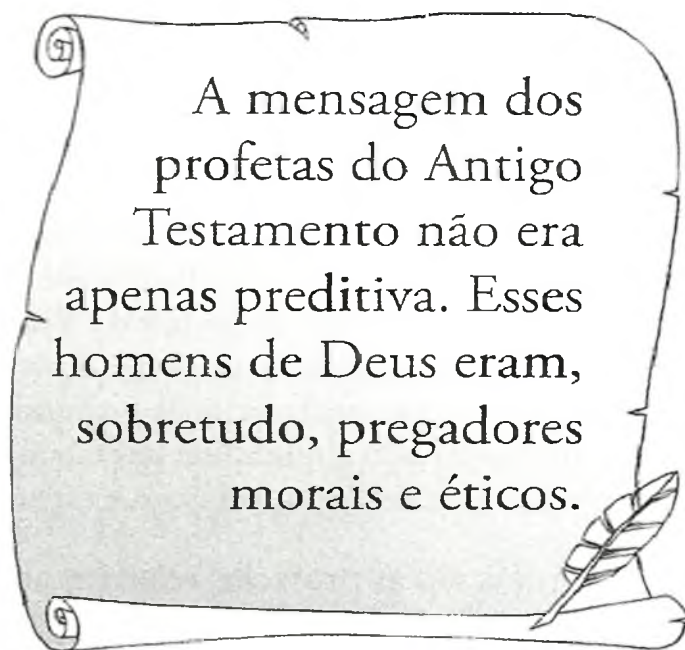 A mensagem dos
profetas do Antigo
Testamento não era
apenas preditiva. Esses
homens de Deus eram,
sobretudo, pregadores
morais e éticos.